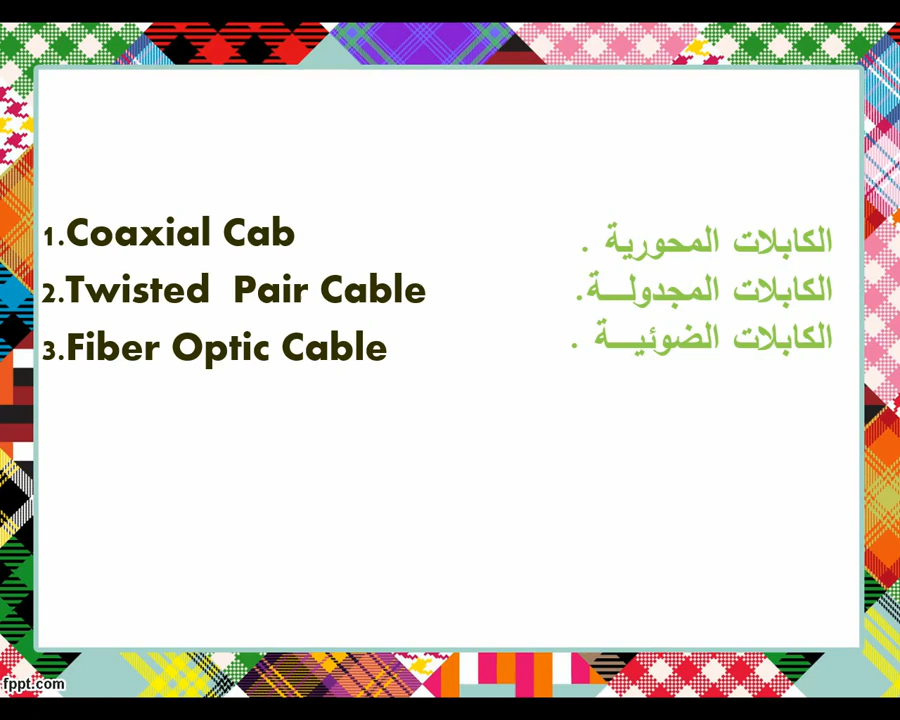 1.Coaxial Cab
2.Twisted Pair Cable
3.Fiber Optic Cable
الكابلات المحورية .
الكابلات المجدولـــة.
الكابلات الضوئيـــة .
fppt.com